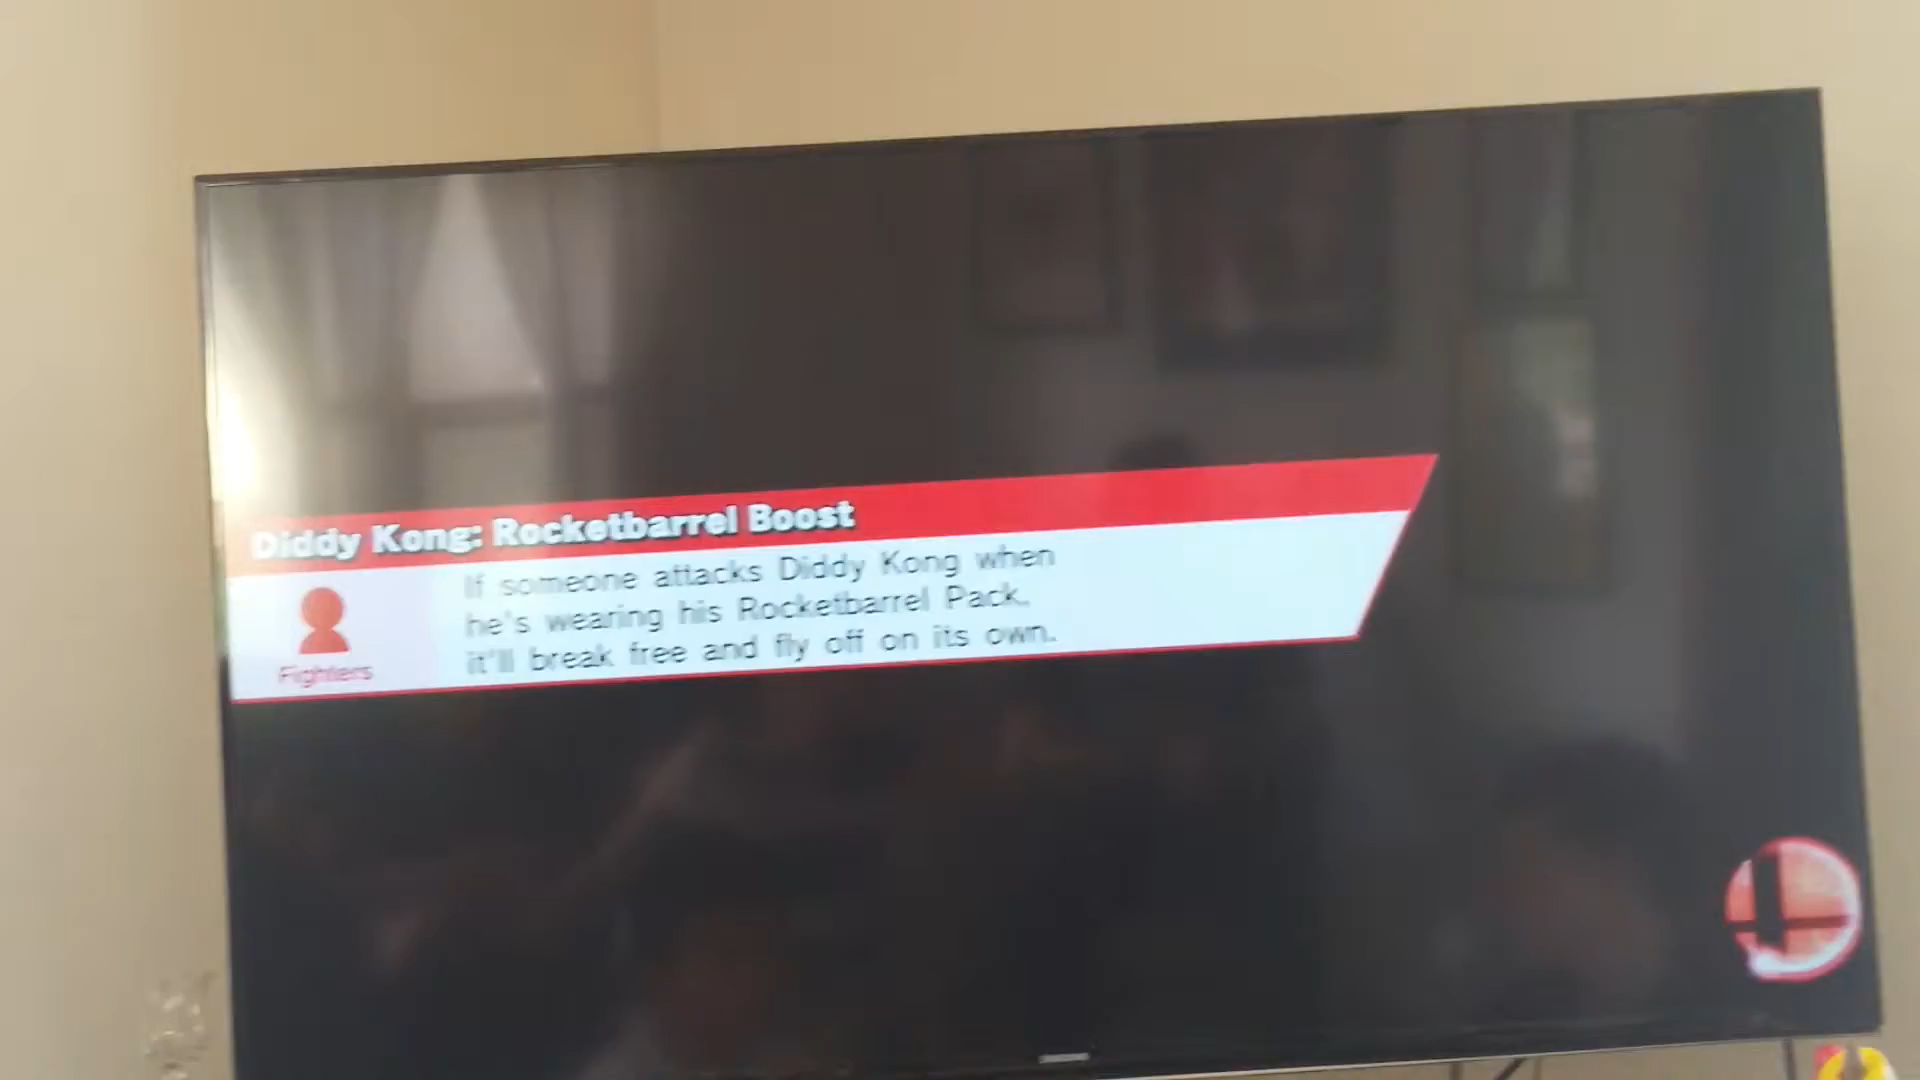 Diddy Kong: Rocketbarrel Boost
If someone attacks Diddy Kong when
he's wearing his Rocketbarrel Pack,
it'll break free and fly off on its own.
Fighters